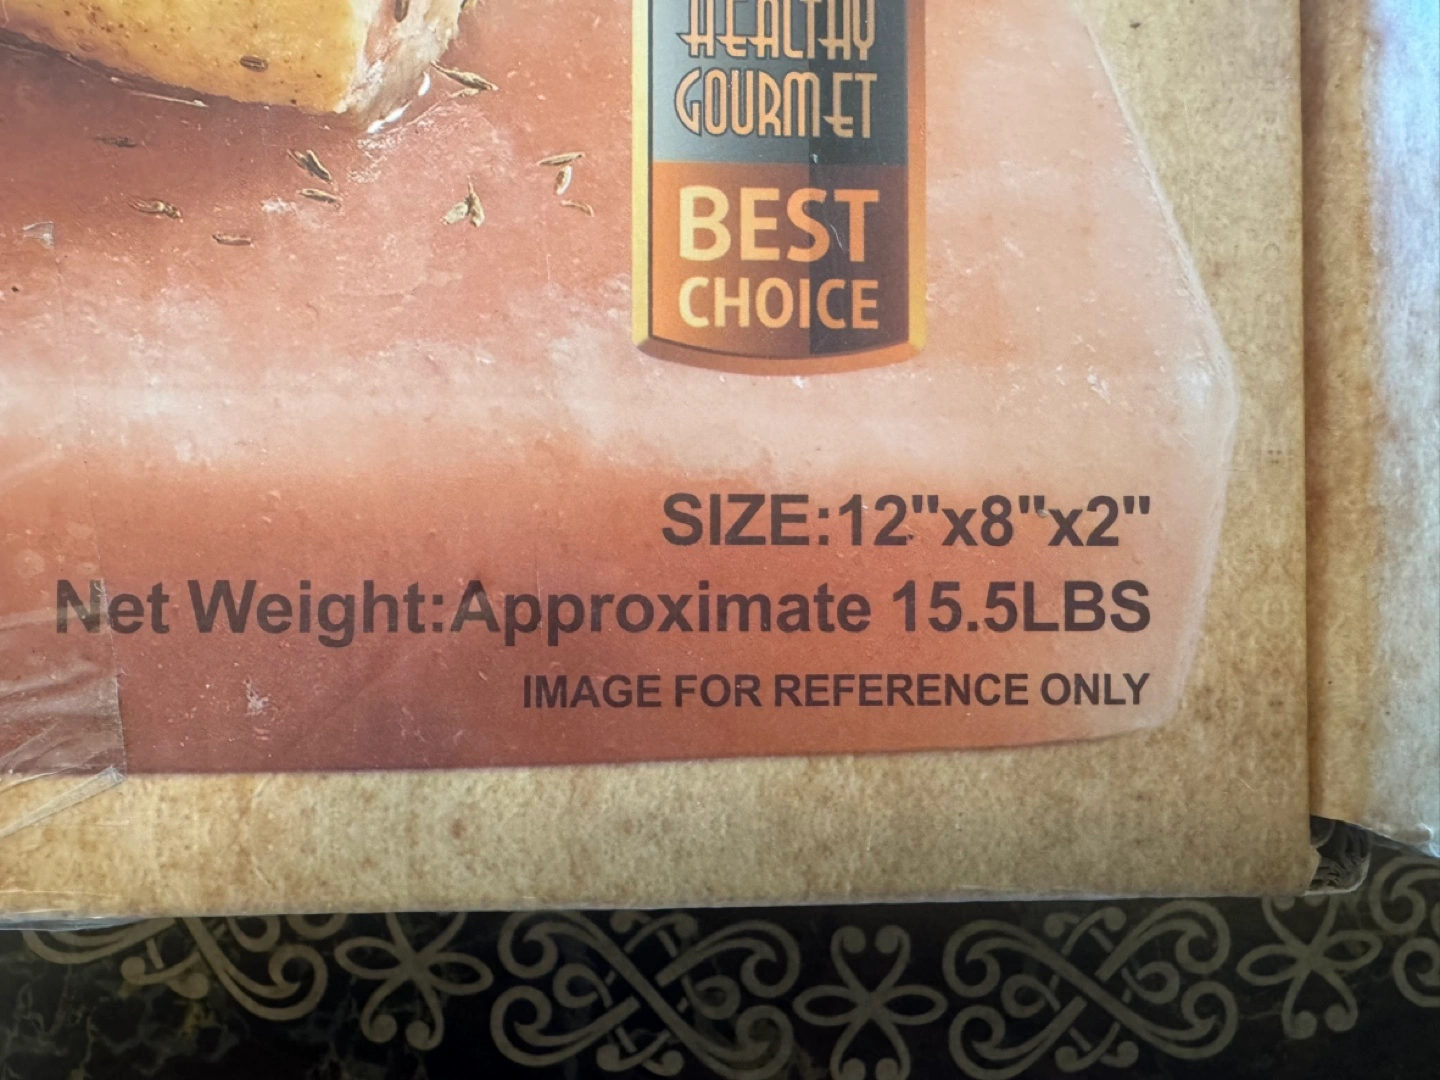 HEALTHY
GOURMET
BEST
CHOICE
SIZE:12"x8"x2"
Net Weight:Approximate 15.5LBS
IMAGE FOR REFERENCE ONLY